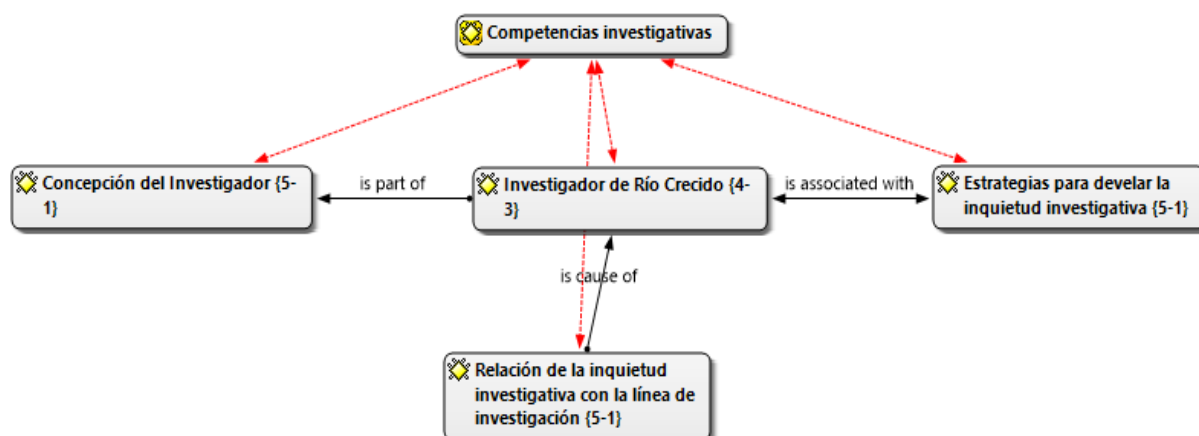 Competencias investigativas
Concepción del Investigador {5-
1}
is part of
Investigador de Río Crecido {4-
3}
is associated with
Estrategias para develar la
inquietud investigativa {5-1}
is cause of
Relación de la inquietud
investigativa con la línea de
investigación {5-1}